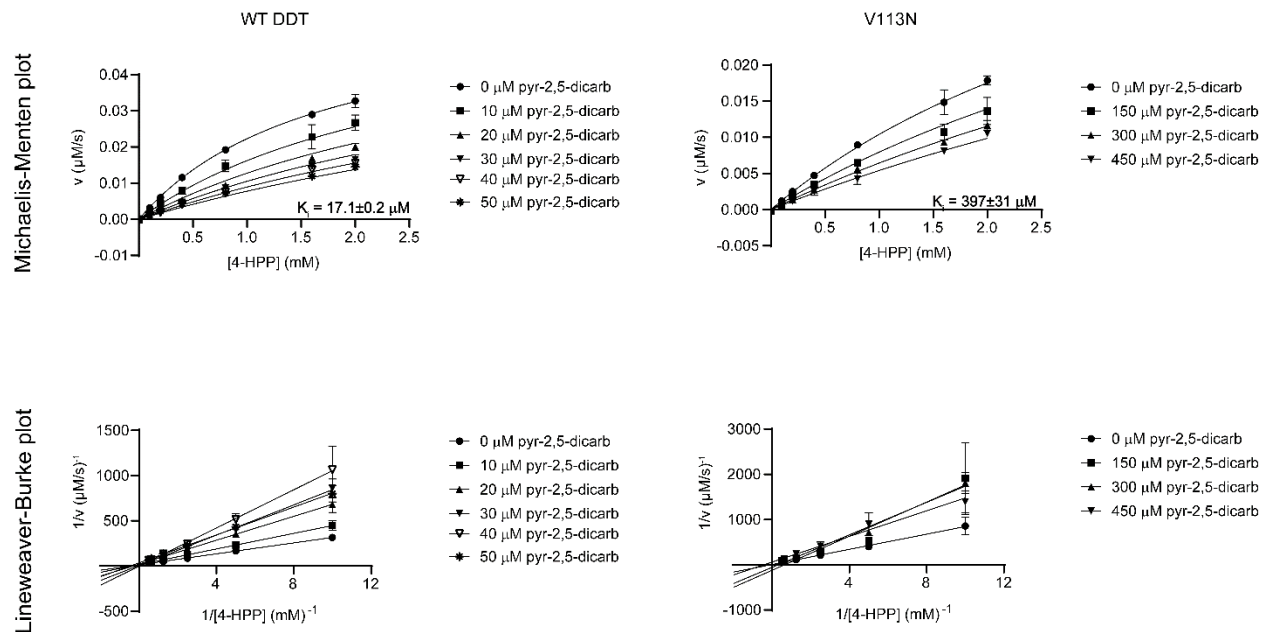 WT DDT
V113N
Michaelis-Menten plot
0.04
0.03
0.02
0.01
0.00
-0.01
v (µM/s)
0.5
1.0
1.5
2.0
2.5
[4-HPP] (mM)
Ki = 17.1±0.2 µM
0 µM pyr-2,5-dicarb
10 µM pyr-2,5-dicarb
20 µM pyr-2,5-dicarb
30 µM pyr-2,5-dicarb
40 µM pyr-2,5-dicarb
50 µM pyr-2,5-dicarb
0.020
0.015
0.010
0.005
0.000
-0.005
v (µM/s)
0.5
1.0
1.5
2.0
2.5
[4-HPP] (mM)
Ki = 397±31 µM
0 µM pyr-2,5-dicarb
150 µM pyr-2,5-dicarb
300 µM pyr-2,5-dicarb
450 µM pyr-2,5-dicarb
Lineweaver-Burke plot
1500
1000
500
-500
1/v (µM/s)⁻¹
4
8
12
1/[4-HPP] (mM)⁻¹
0 µM pyr-2,5-dicarb
10 µM pyr-2,5-dicarb
20 µM pyr-2,5-dicarb
30 µM pyr-2,5-dicarb
40 µM pyr-2,5-dicarb
50 µM pyr-2,5-dicarb
3000
2000
1000
-1000
1/v (µM/s)⁻¹
4
8
12
1/[4-HPP] (mM)⁻¹
0 µM pyr-2,5-dicarb
150 µM pyr-2,5-dicarb
300 µM pyr-2,5-dicarb
450 µM pyr-2,5-dicarb